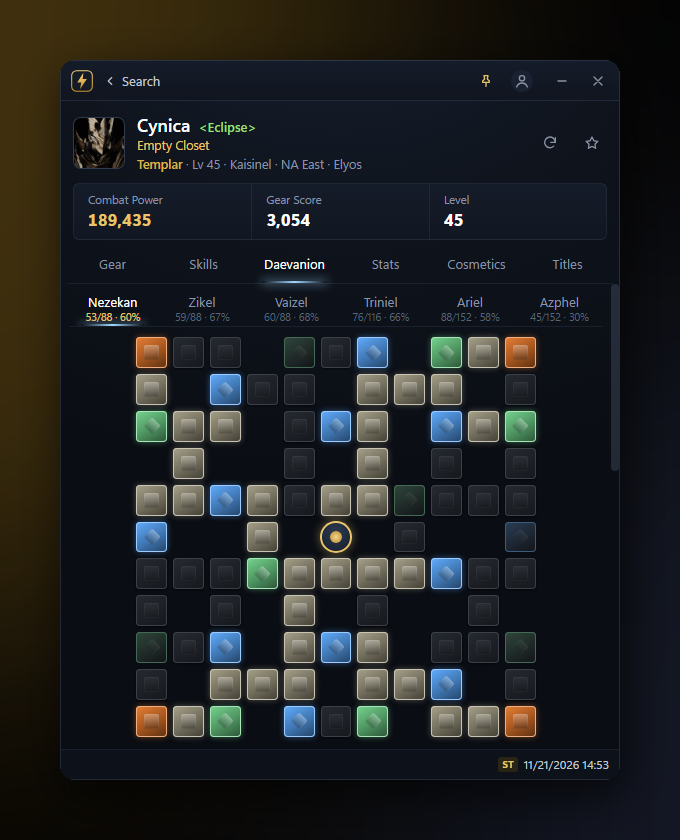 Search
Cynica <Eclipse>
Empty Closet
Templar · Lv 45 · Kaisinel · NA East · Elyos
Combat Power
189,435
Gear Score
3,054
Level
45
Gear Skills Daevanion Stats Cosmetics Titles
Nezekan Zikel Vaizel Triniel Ariel Azphel
53/88 · 60% 59/88 · 67% 60/88 · 68% 76/116 · 66% 88/152 · 58% 45/152 · 30%
ST 11/21/2026 14:53